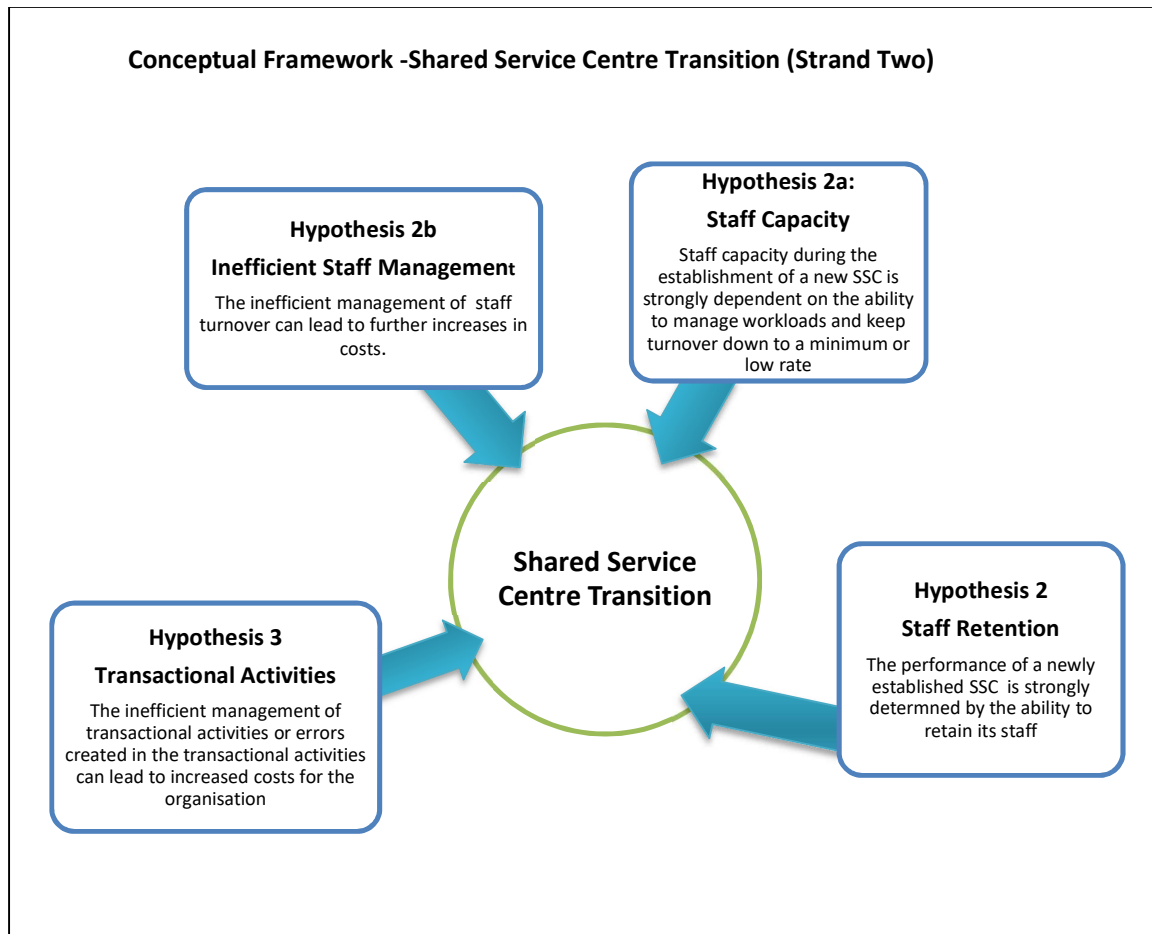 Conceptual Framework -Shared Service Centre Transition (Strand Two)
Hypothesis 2b
Inefficient Staff Management
The inefficient management of  staff
turnover can lead to further increases in
costs.
Hypothesis 2a:
Staff Capacity
Staff capacity during the
establishment of a new SSC is
strongly dependent on the ability
to manage workloads and keep
turnover down to a minimum or
low rate
Shared Service
Centre Transition
Hypothesis 3
Transactional Activities
The inefficient management of
transactional activities or errors
created in the transactional activities
can lead to increased costs for the
organisation
Hypothesis 2
Staff Retention
The performance of a newly
established SSC  is strongly
determned by the ability to
retain its staff